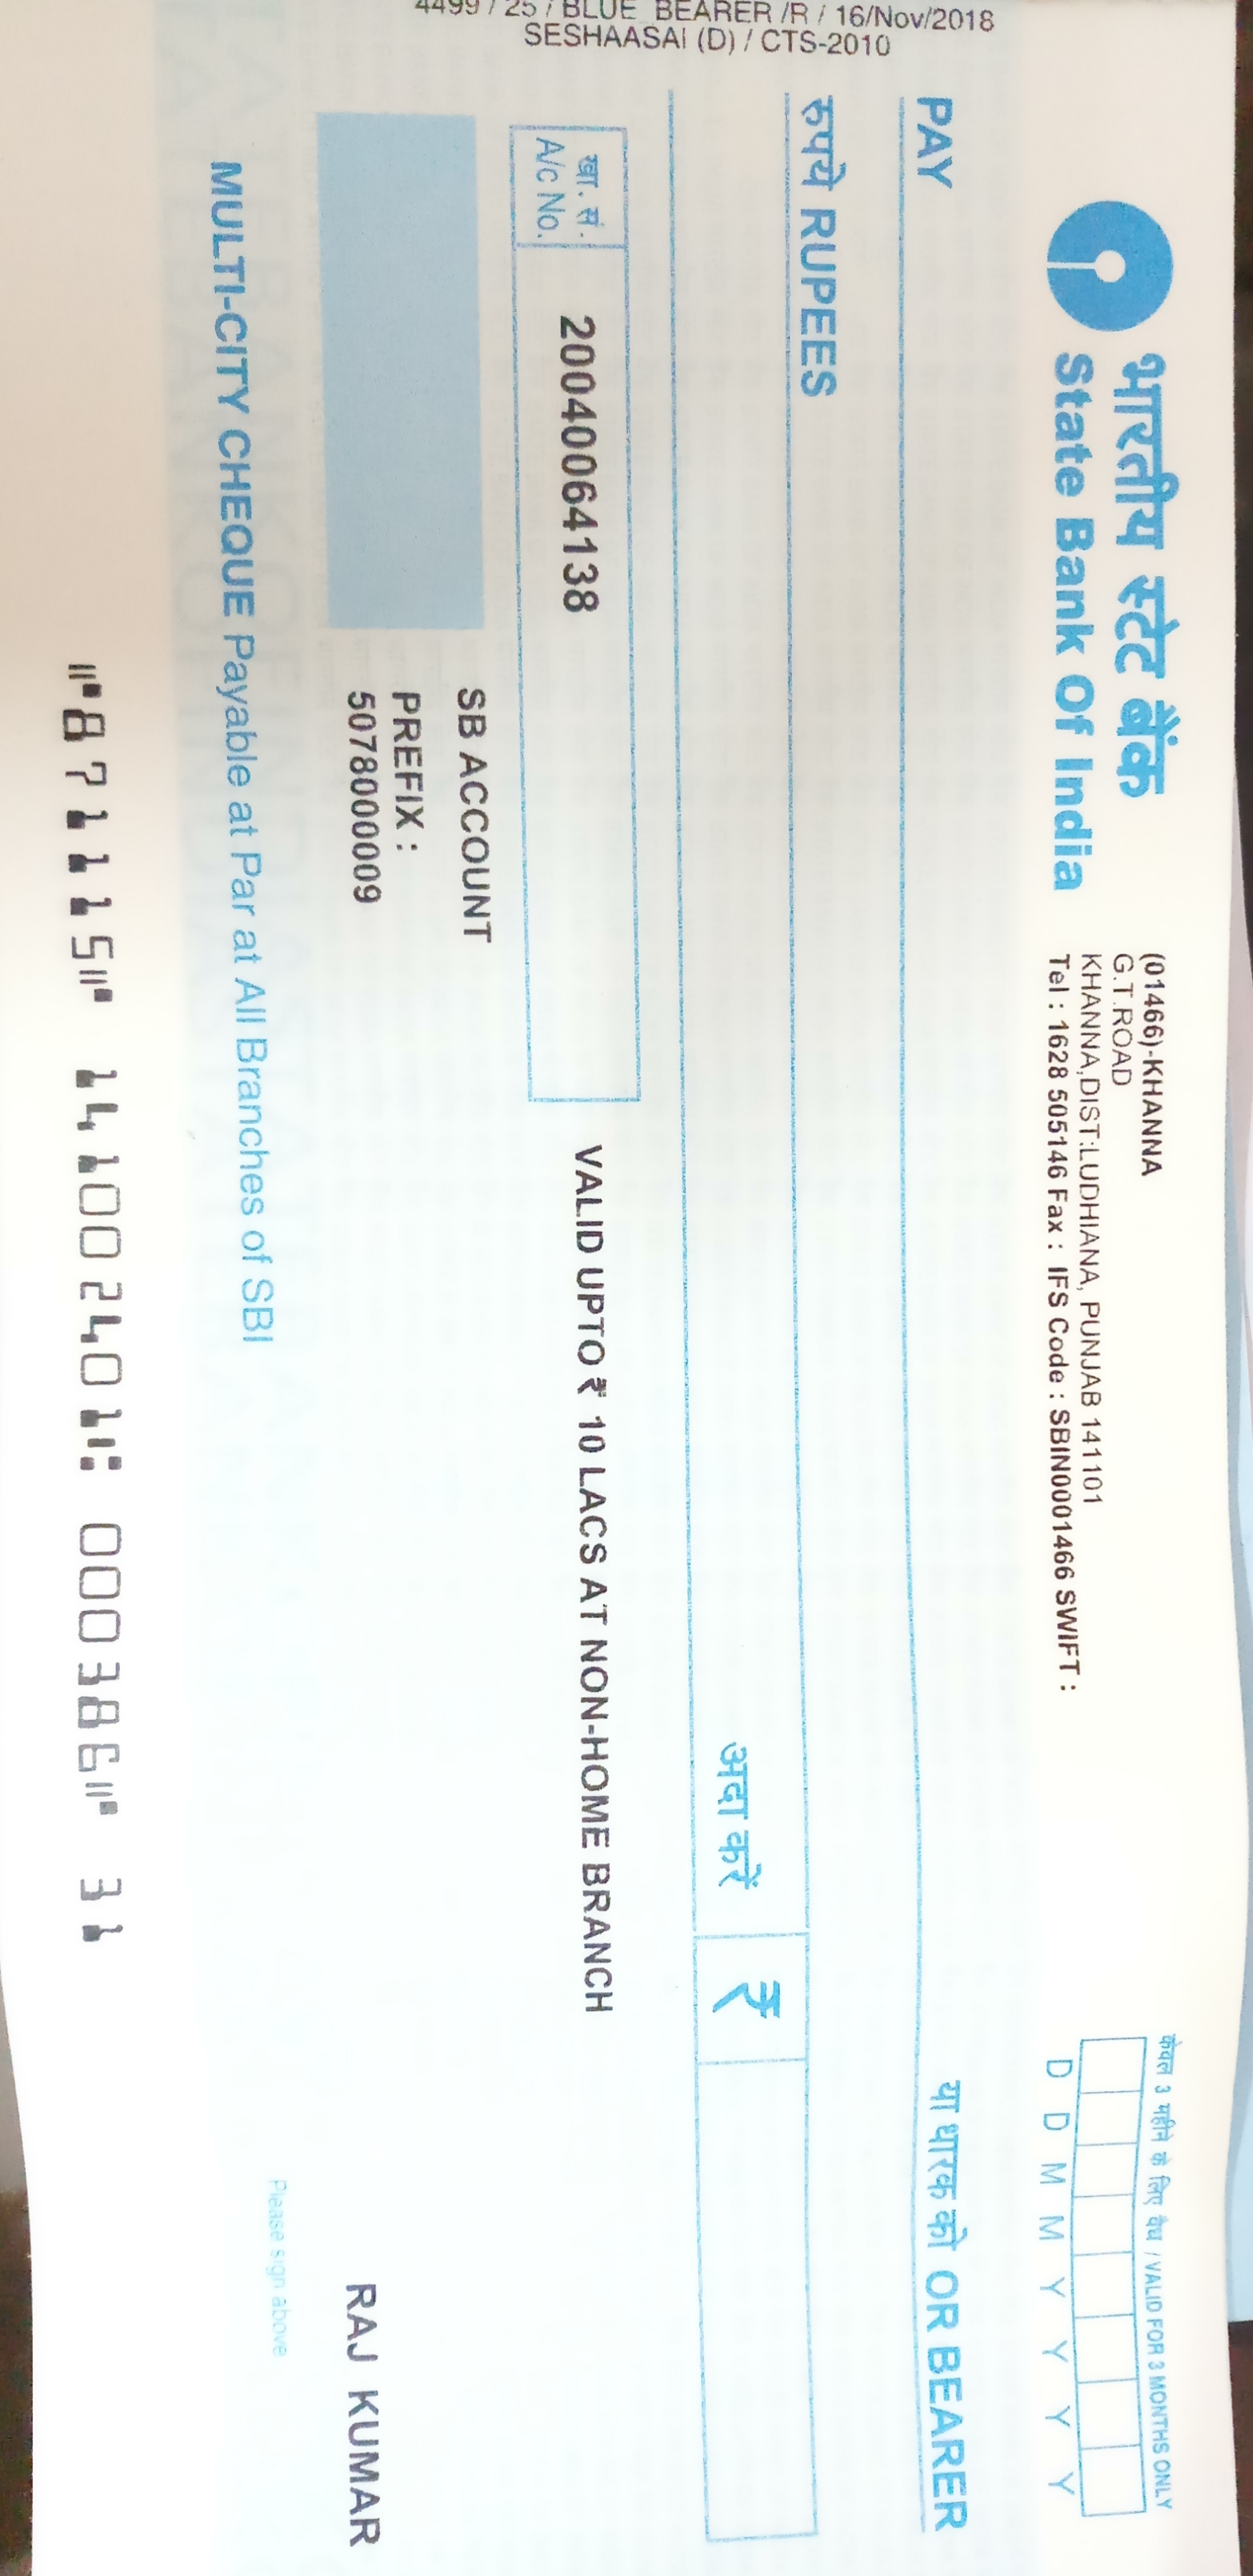 4499 / 25 / BLUE BEARER /R / 16/Nov/2018
SESHAASAI (D) / CTS-2010
भारतीय स्टेट बैंक
State Bank Of India
(01466)-KHANNA
G.T.ROAD
KHANNA,DIST:LUDHIANA, PUNJAB 141101
Tel : 1628 505146 Fax : IFS Code : SBIN0001466 SWIFT :
केवल 3 महीने के लिए वैध / VALID FOR 3 MONTHS ONLY
D D M M Y Y Y Y
PAY
या धारक को OR BEARER
रुपये RUPEES
अदा करें
₹
खा. सं.
A/c No.
20040064138
VALID UPTO ₹ 10 LACS AT NON-HOME BRANCH
SB ACCOUNT
PREFIX :
5078000009
RAJ KUMAR
Please sign above
MULTI-CITY CHEQUE Payable at Par at All Branches of SBI
⑈871115⑈ 141002401⑆ 000386⑈ 31